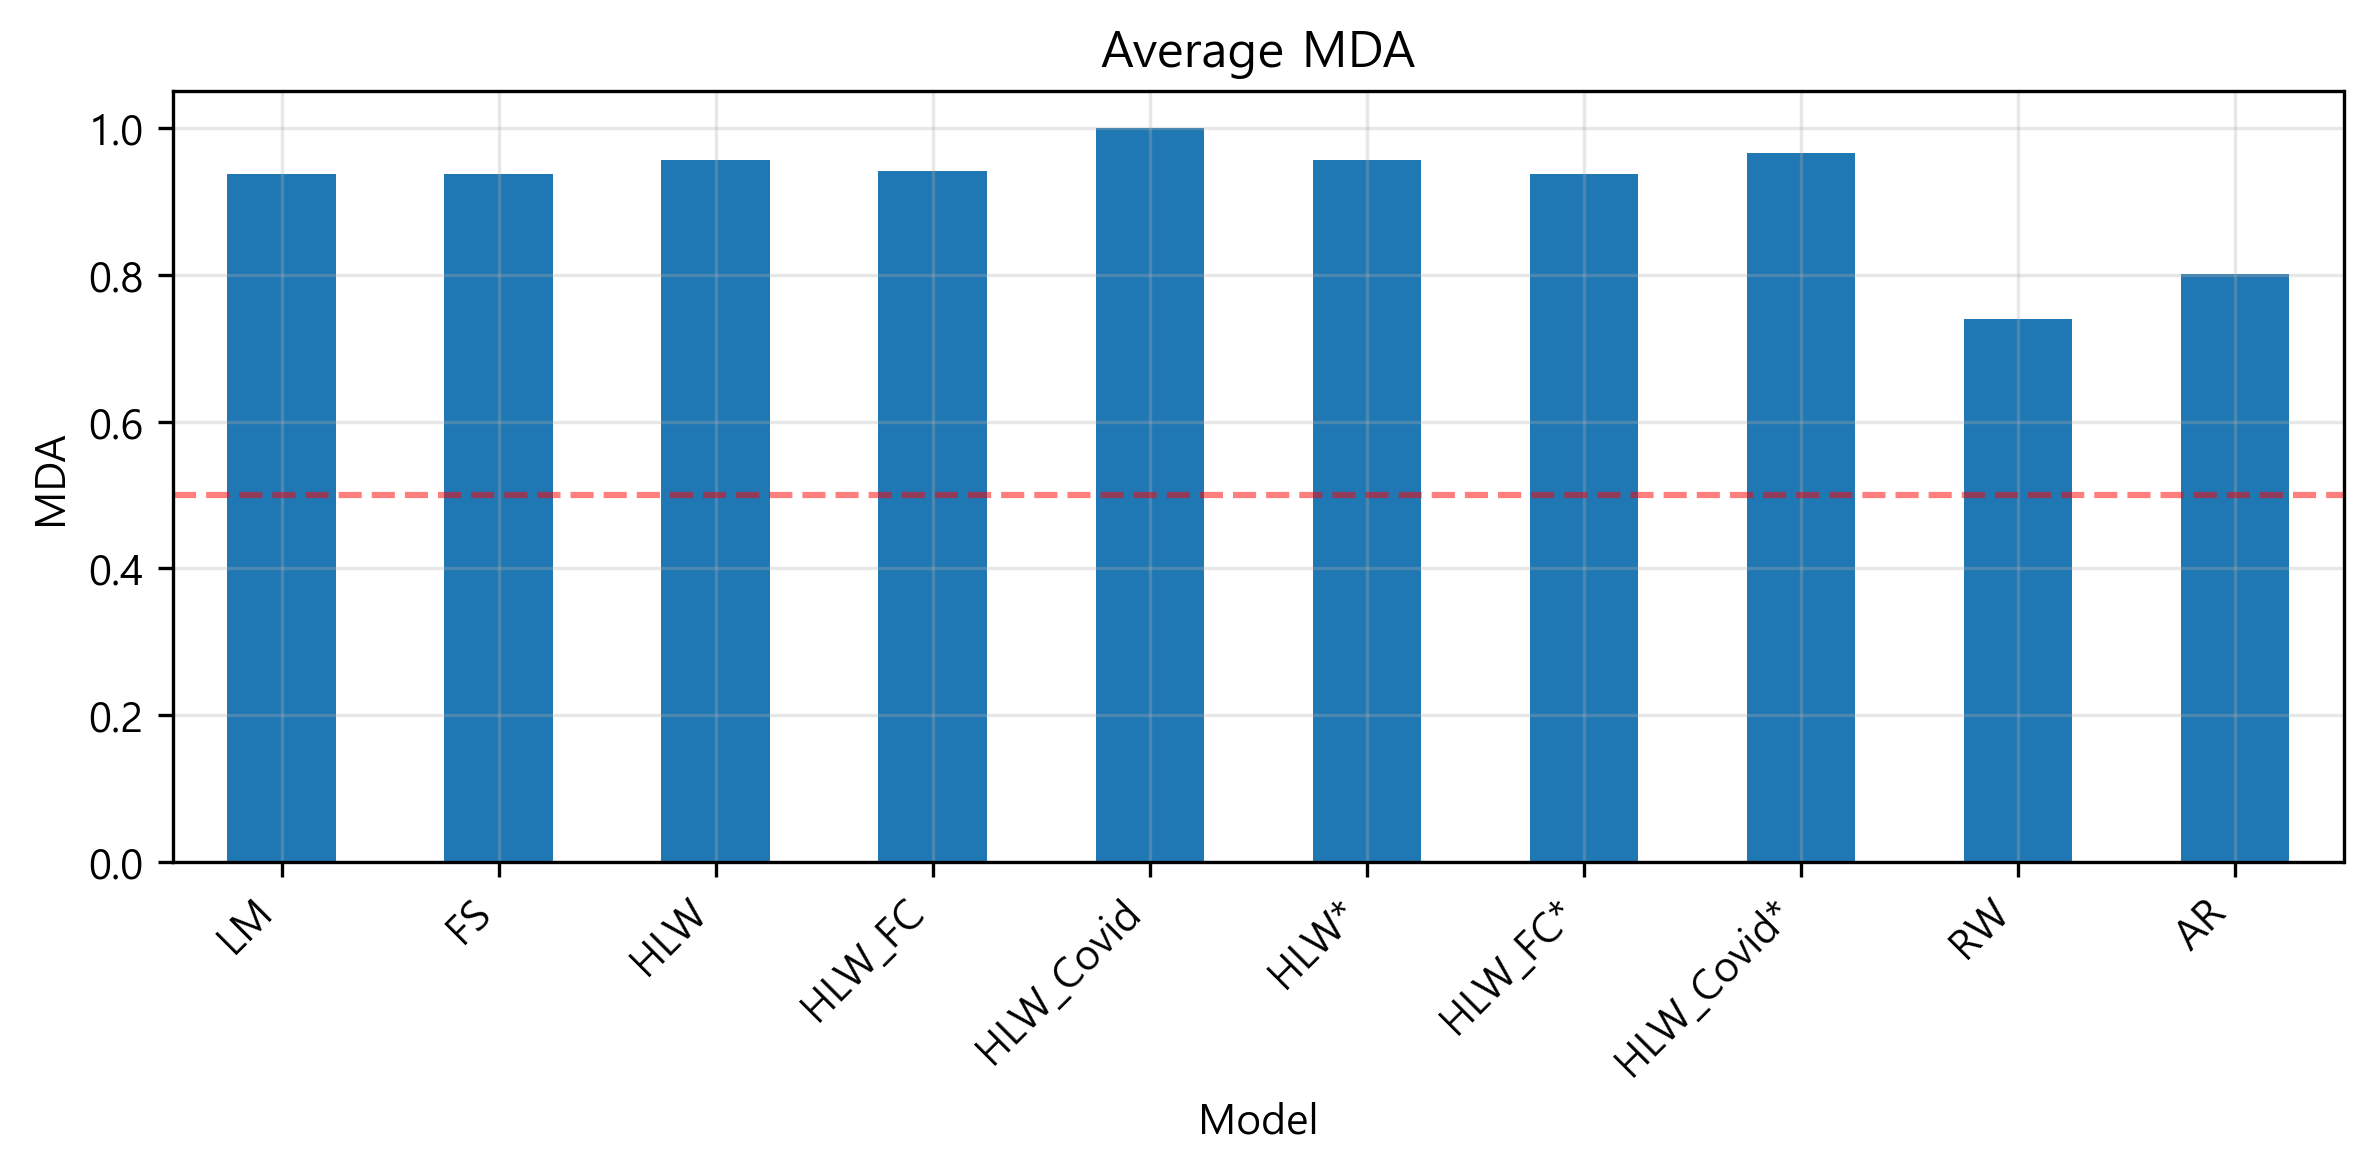 Average MDA
1.0
0.8
0.6
0.4
0.2
0.0
MDA
LM
FS
HLW
HLW_FC
HLW_Covid
HLW*
HLW_FC*
HLW_Covid*
RW
AR
Model